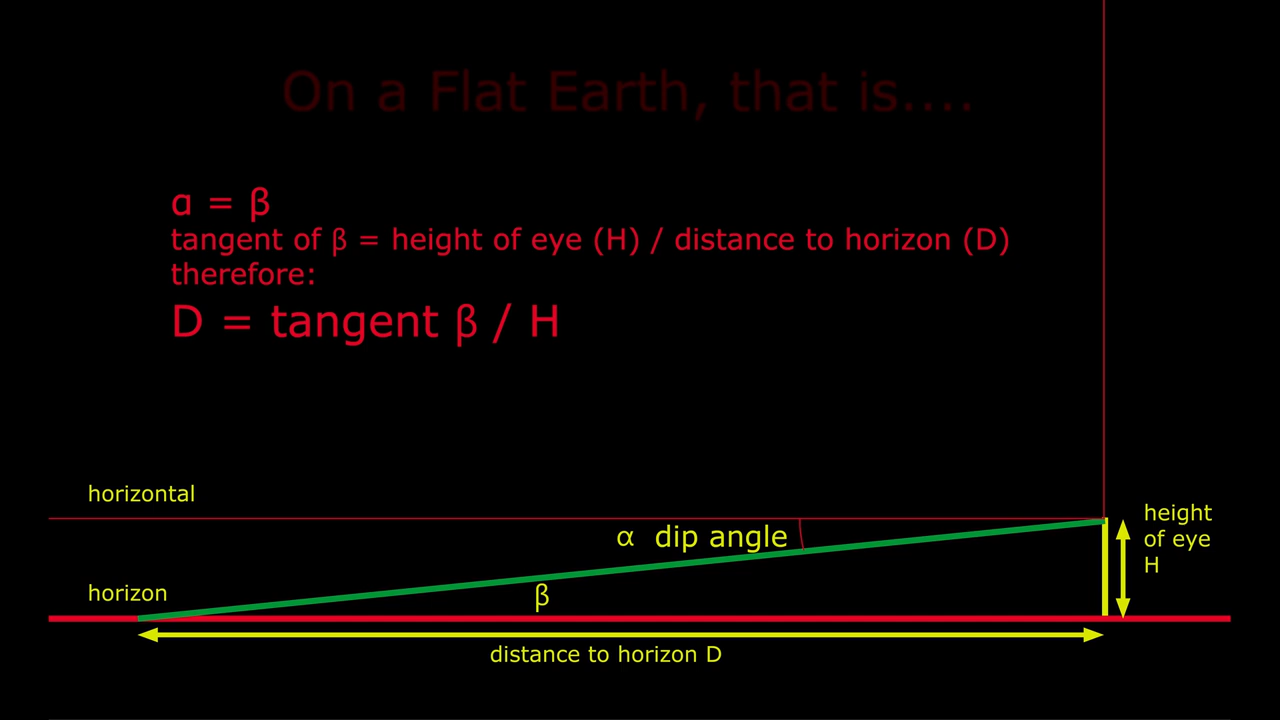 On a Flat Earth, that is....
α = β
tangent of β = height of eye (H) / distance to horizon (D)
therefore:
D = tangent β / H
horizontal
height
of eye
H
α dip angle
horizon
β
distance to horizon D